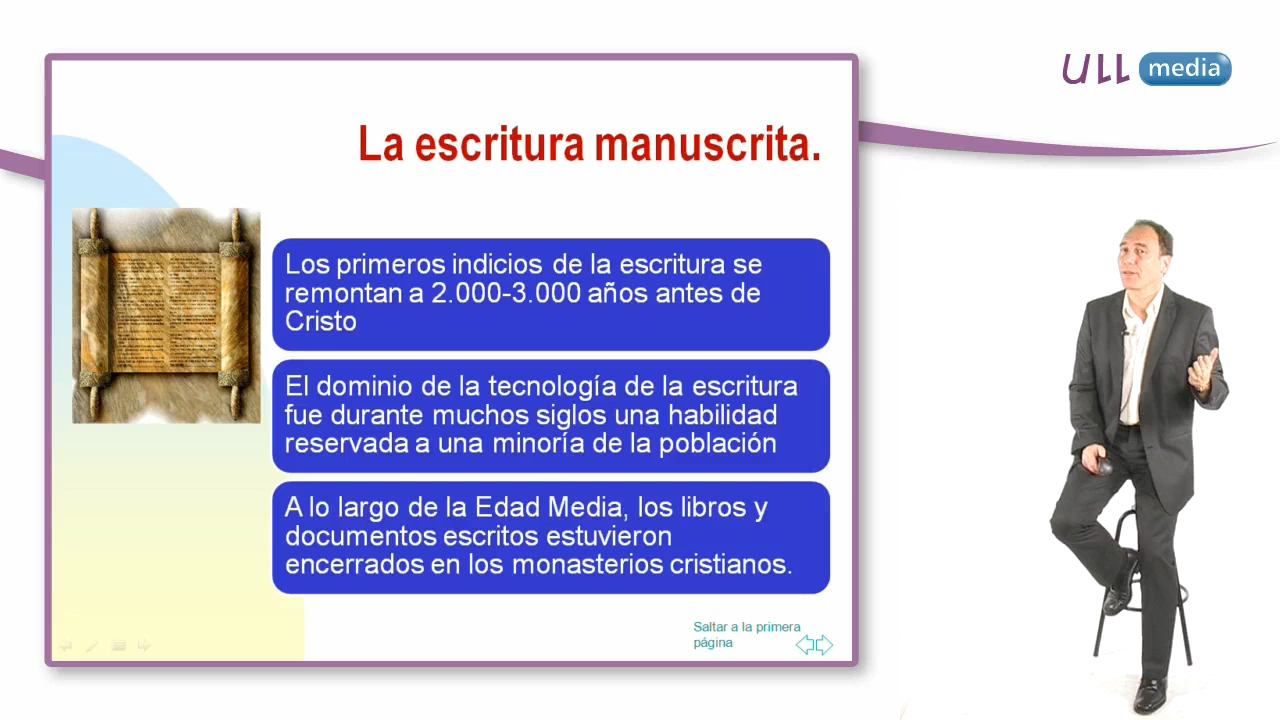 ULL media
La escritura manuscrita.
Los primeros indicios de la escritura se
remontan a 2.000-3.000 años antes de
Cristo
El dominio de la tecnología de la escritura
fue durante muchos siglos una habilidad
reservada a una minoría de la población
A lo largo de la Edad Media, los libros y
documentos escritos estuvieron
encerrados en los monasterios cristianos.
Saltar a la primera
página